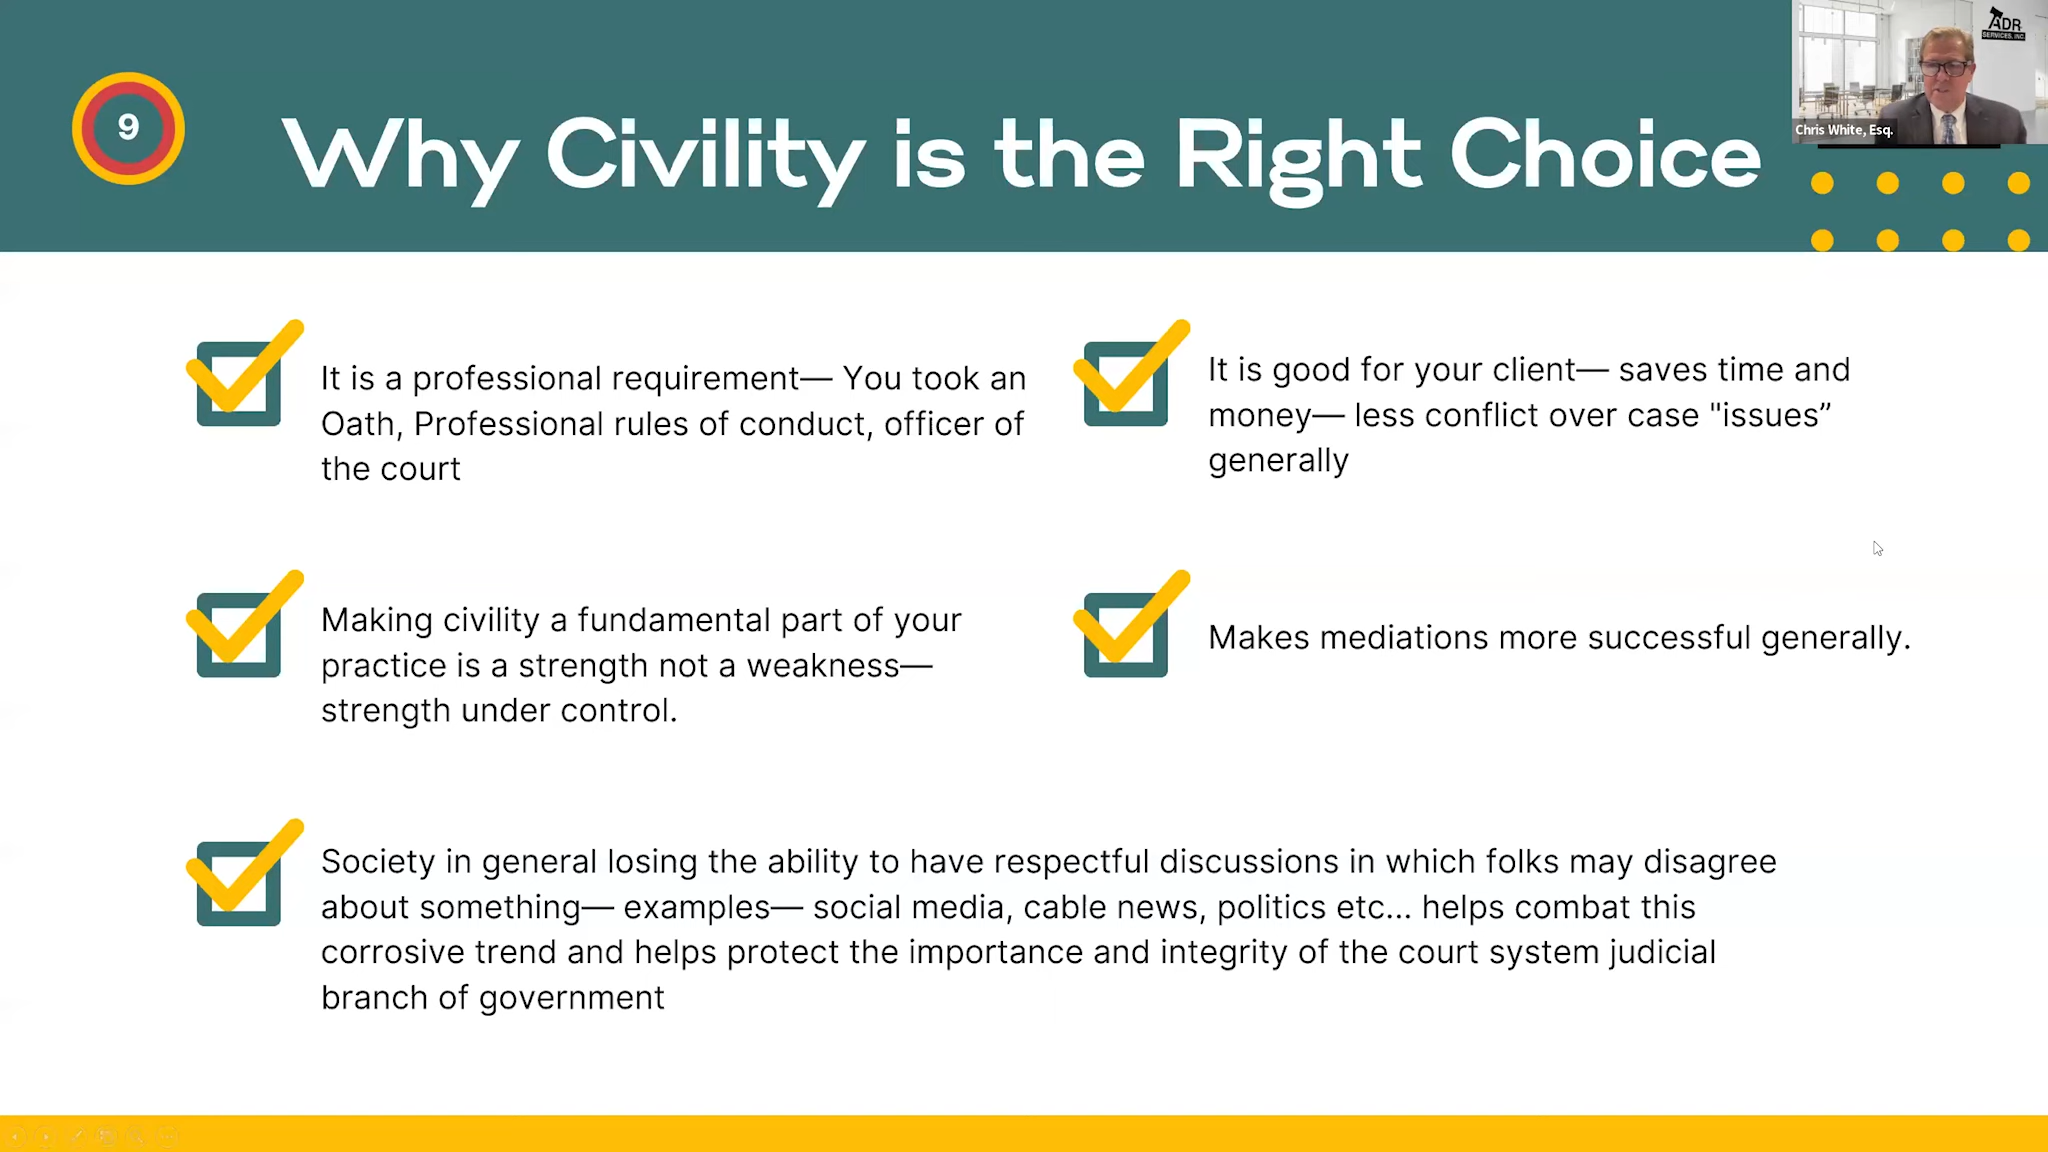 9
Why Civility is the Right Choice
ADR
SERVICES, INC.
Chris White, Esq.
It is a professional requirement— You took an
Oath, Professional rules of conduct, officer of
the court
It is good for your client— saves time and
money— less conflict over case "issues”
generally
Making civility a fundamental part of your
practice is a strength not a weakness—
strength under control.
Makes mediations more successful generally.
Society in general losing the ability to have respectful discussions in which folks may disagree
about something— examples— social media, cable news, politics etc... helps combat this
corrosive trend and helps protect the importance and integrity of the court system judicial
branch of government